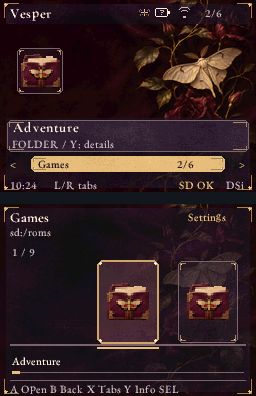 Vesper 2/6
Adventure
FOLDER / Y: details
< Games 2/6 >
10:24 L/R tabs SD OK DSi
Games Settings
sd:/roms
1 / 9
Adventure
A Open B Back X Tabs Y Info SEL